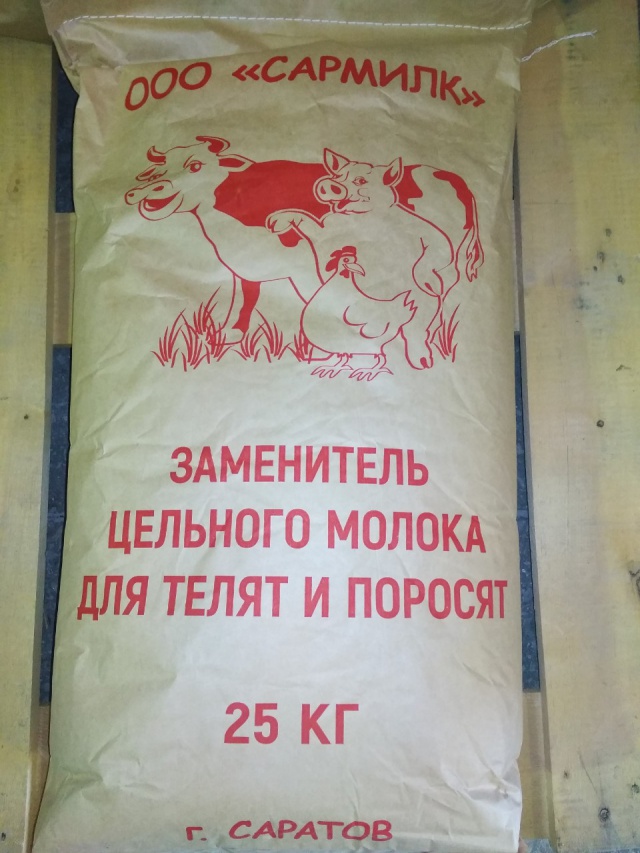 ООО «САРМИЛК»
ЗАМЕНИТЕЛЬ
ЦЕЛЬНОГО МОЛОКА
ДЛЯ ТЕЛЯТ И ПОРОСЯТ
25 КГ
г. САРАТОВ